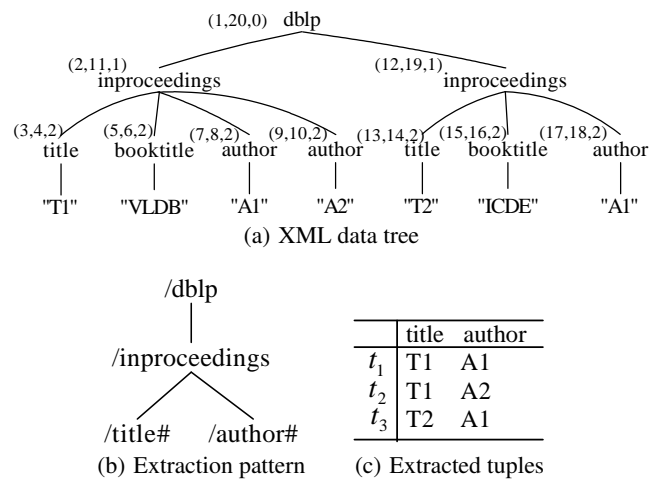 (1,20,0) dblp
(2,11,1) (12,19,1)
inproceedings inproceedings
(3,4,2) (5,6,2) (7,8,2) (9,10,2) (13,14,2) (15,16,2) (17,18,2)
title booktitle author author title booktitle author
"T1" "VLDB" "A1" "A2" "T2" "ICDE" "A1"
(a) XML data tree
/dblp
/inproceedings
/title# /author#
(b) Extraction pattern
title author
t1 T1 A1
t2 T1 A2
t3 T2 A1
(c) Extracted tuples